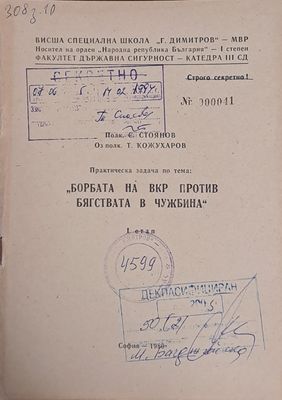 308 з. 10
ВИСША СПЕЦИАЛНА ШКОЛА „Г. ДИМИТРОВ" — МВР
Носител на орден „Народна република България" — I степен
ФАКУЛТЕТ ДЪРЖАВНА СИГУРНОСТ — КАТЕДРА III СД
СЕКРЕТНО
Строго секретно!
№ 000041
Полк. С. СТОЯНОВ
Оз полк. Т. КОЖУХАРОВ
Практическа задача по тема:
„БОРБАТА НА ВКР ПРОТИВ
БЯГСТВАТА В ЧУЖБИНА"
I етап
4599
ДЕКЛАСИФИЦИРАН
София — 1980